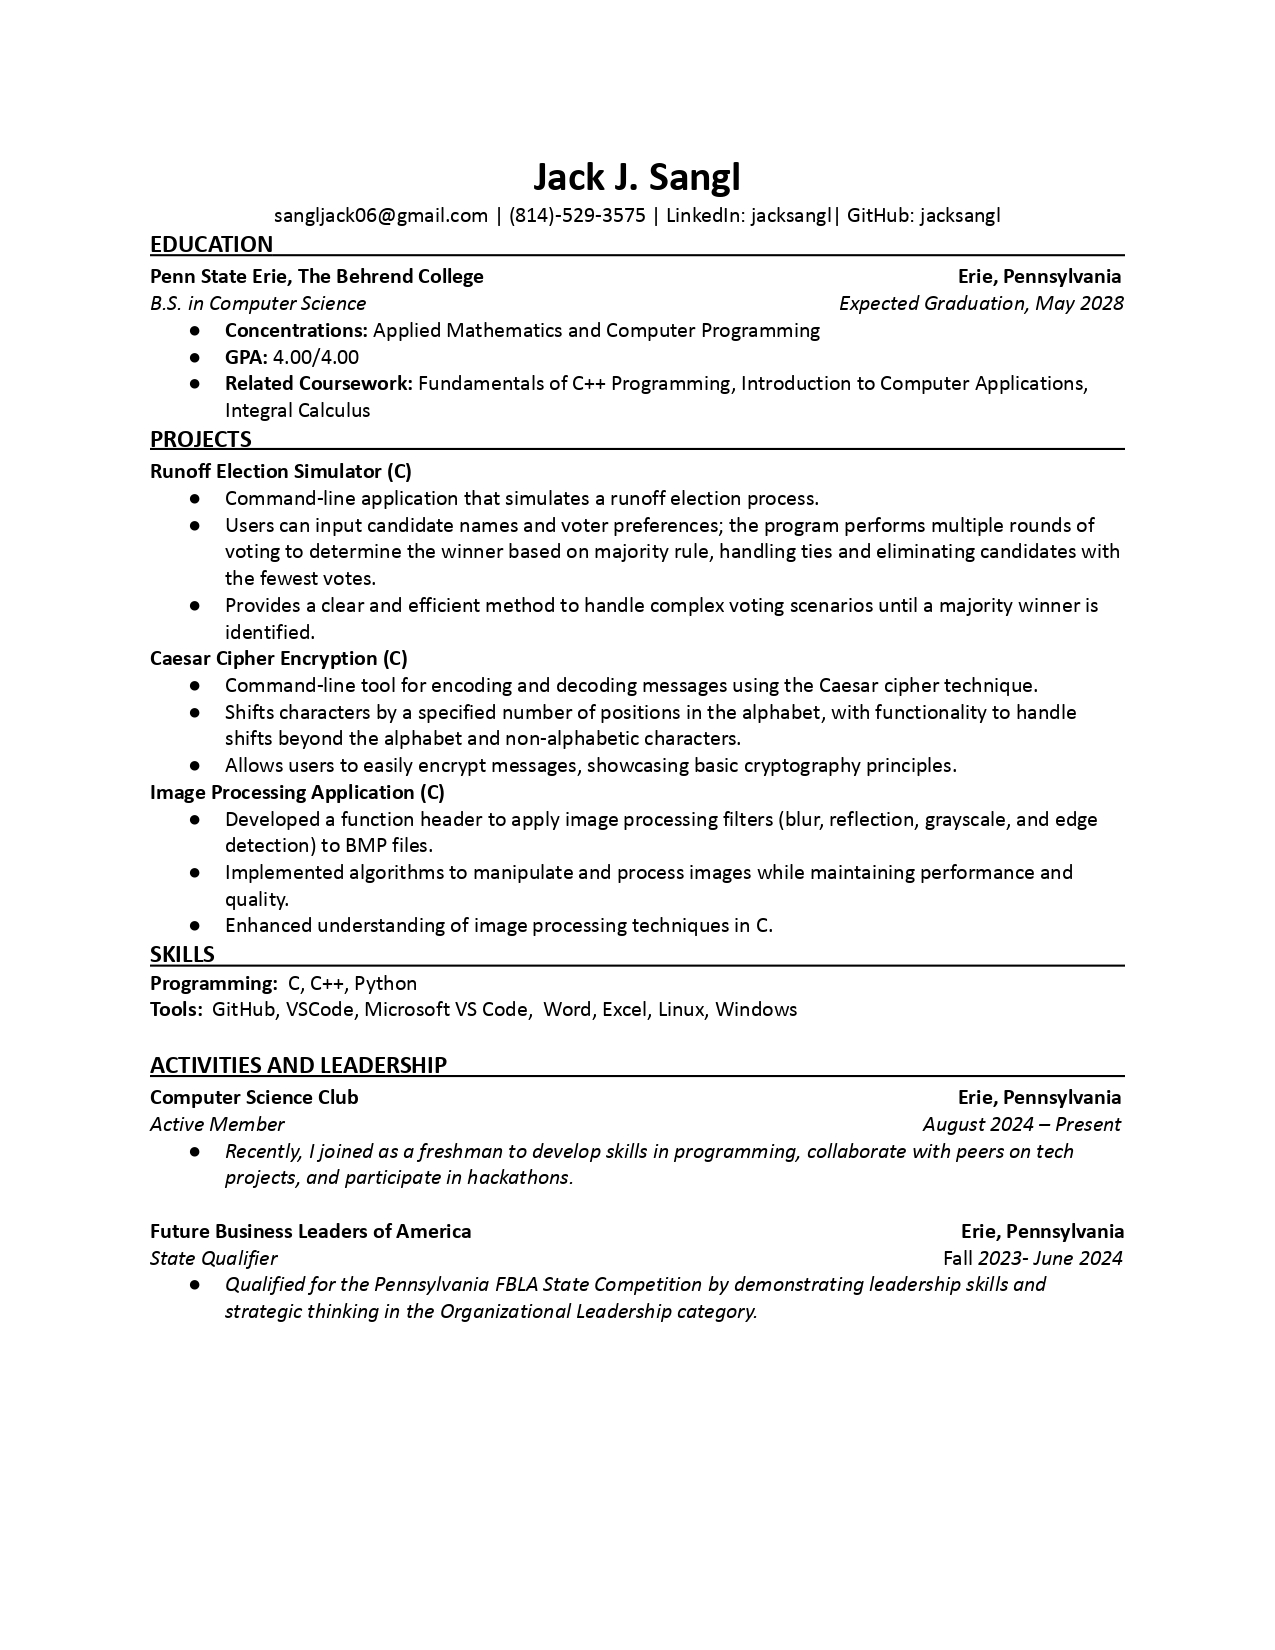 Jack J. Sangl
sangljack06@gmail.com | (814)-529-3575 | LinkedIn: jacksangl| GitHub: jacksangl
EDUCATION
Penn State Erie, The Behrend College Erie, Pennsylvania
B.S. in Computer Science Expected Graduation, May 2028
● Concentrations: Applied Mathematics and Computer Programming
● GPA: 4.00/4.00
● Related Coursework: Fundamentals of C++ Programming, Introduction to Computer Applications,
Integral Calculus
PROJECTS
Runoff Election Simulator (C)
● Command-line application that simulates a runoff election process.
● Users can input candidate names and voter preferences; the program performs multiple rounds of
voting to determine the winner based on majority rule, handling ties and eliminating candidates with
the fewest votes.
● Provides a clear and efficient method to handle complex voting scenarios until a majority winner is
identified.
Caesar Cipher Encryption (C)
● Command-line tool for encoding and decoding messages using the Caesar cipher technique.
● Shifts characters by a specified number of positions in the alphabet, with functionality to handle
shifts beyond the alphabet and non-alphabetic characters.
● Allows users to easily encrypt messages, showcasing basic cryptography principles.
Image Processing Application (C)
● Developed a function header to apply image processing filters (blur, reflection, grayscale, and edge
detection) to BMP files.
● Implemented algorithms to manipulate and process images while maintaining performance and
quality.
● Enhanced understanding of image processing techniques in C.
SKILLS
Programming: C, C++, Python
Tools: GitHub, VSCode, Microsoft VS Code, Word, Excel, Linux, Windows
ACTIVITIES AND LEADERSHIP
Computer Science Club Erie, Pennsylvania
Active Member August 2024 – Present
● Recently, I joined as a freshman to develop skills in programming, collaborate with peers on tech
projects, and participate in hackathons.
Future Business Leaders of America Erie, Pennsylvania
State Qualifier Fall 2023- June 2024
● Qualified for the Pennsylvania FBLA State Competition by demonstrating leadership skills and
strategic thinking in the Organizational Leadership category.